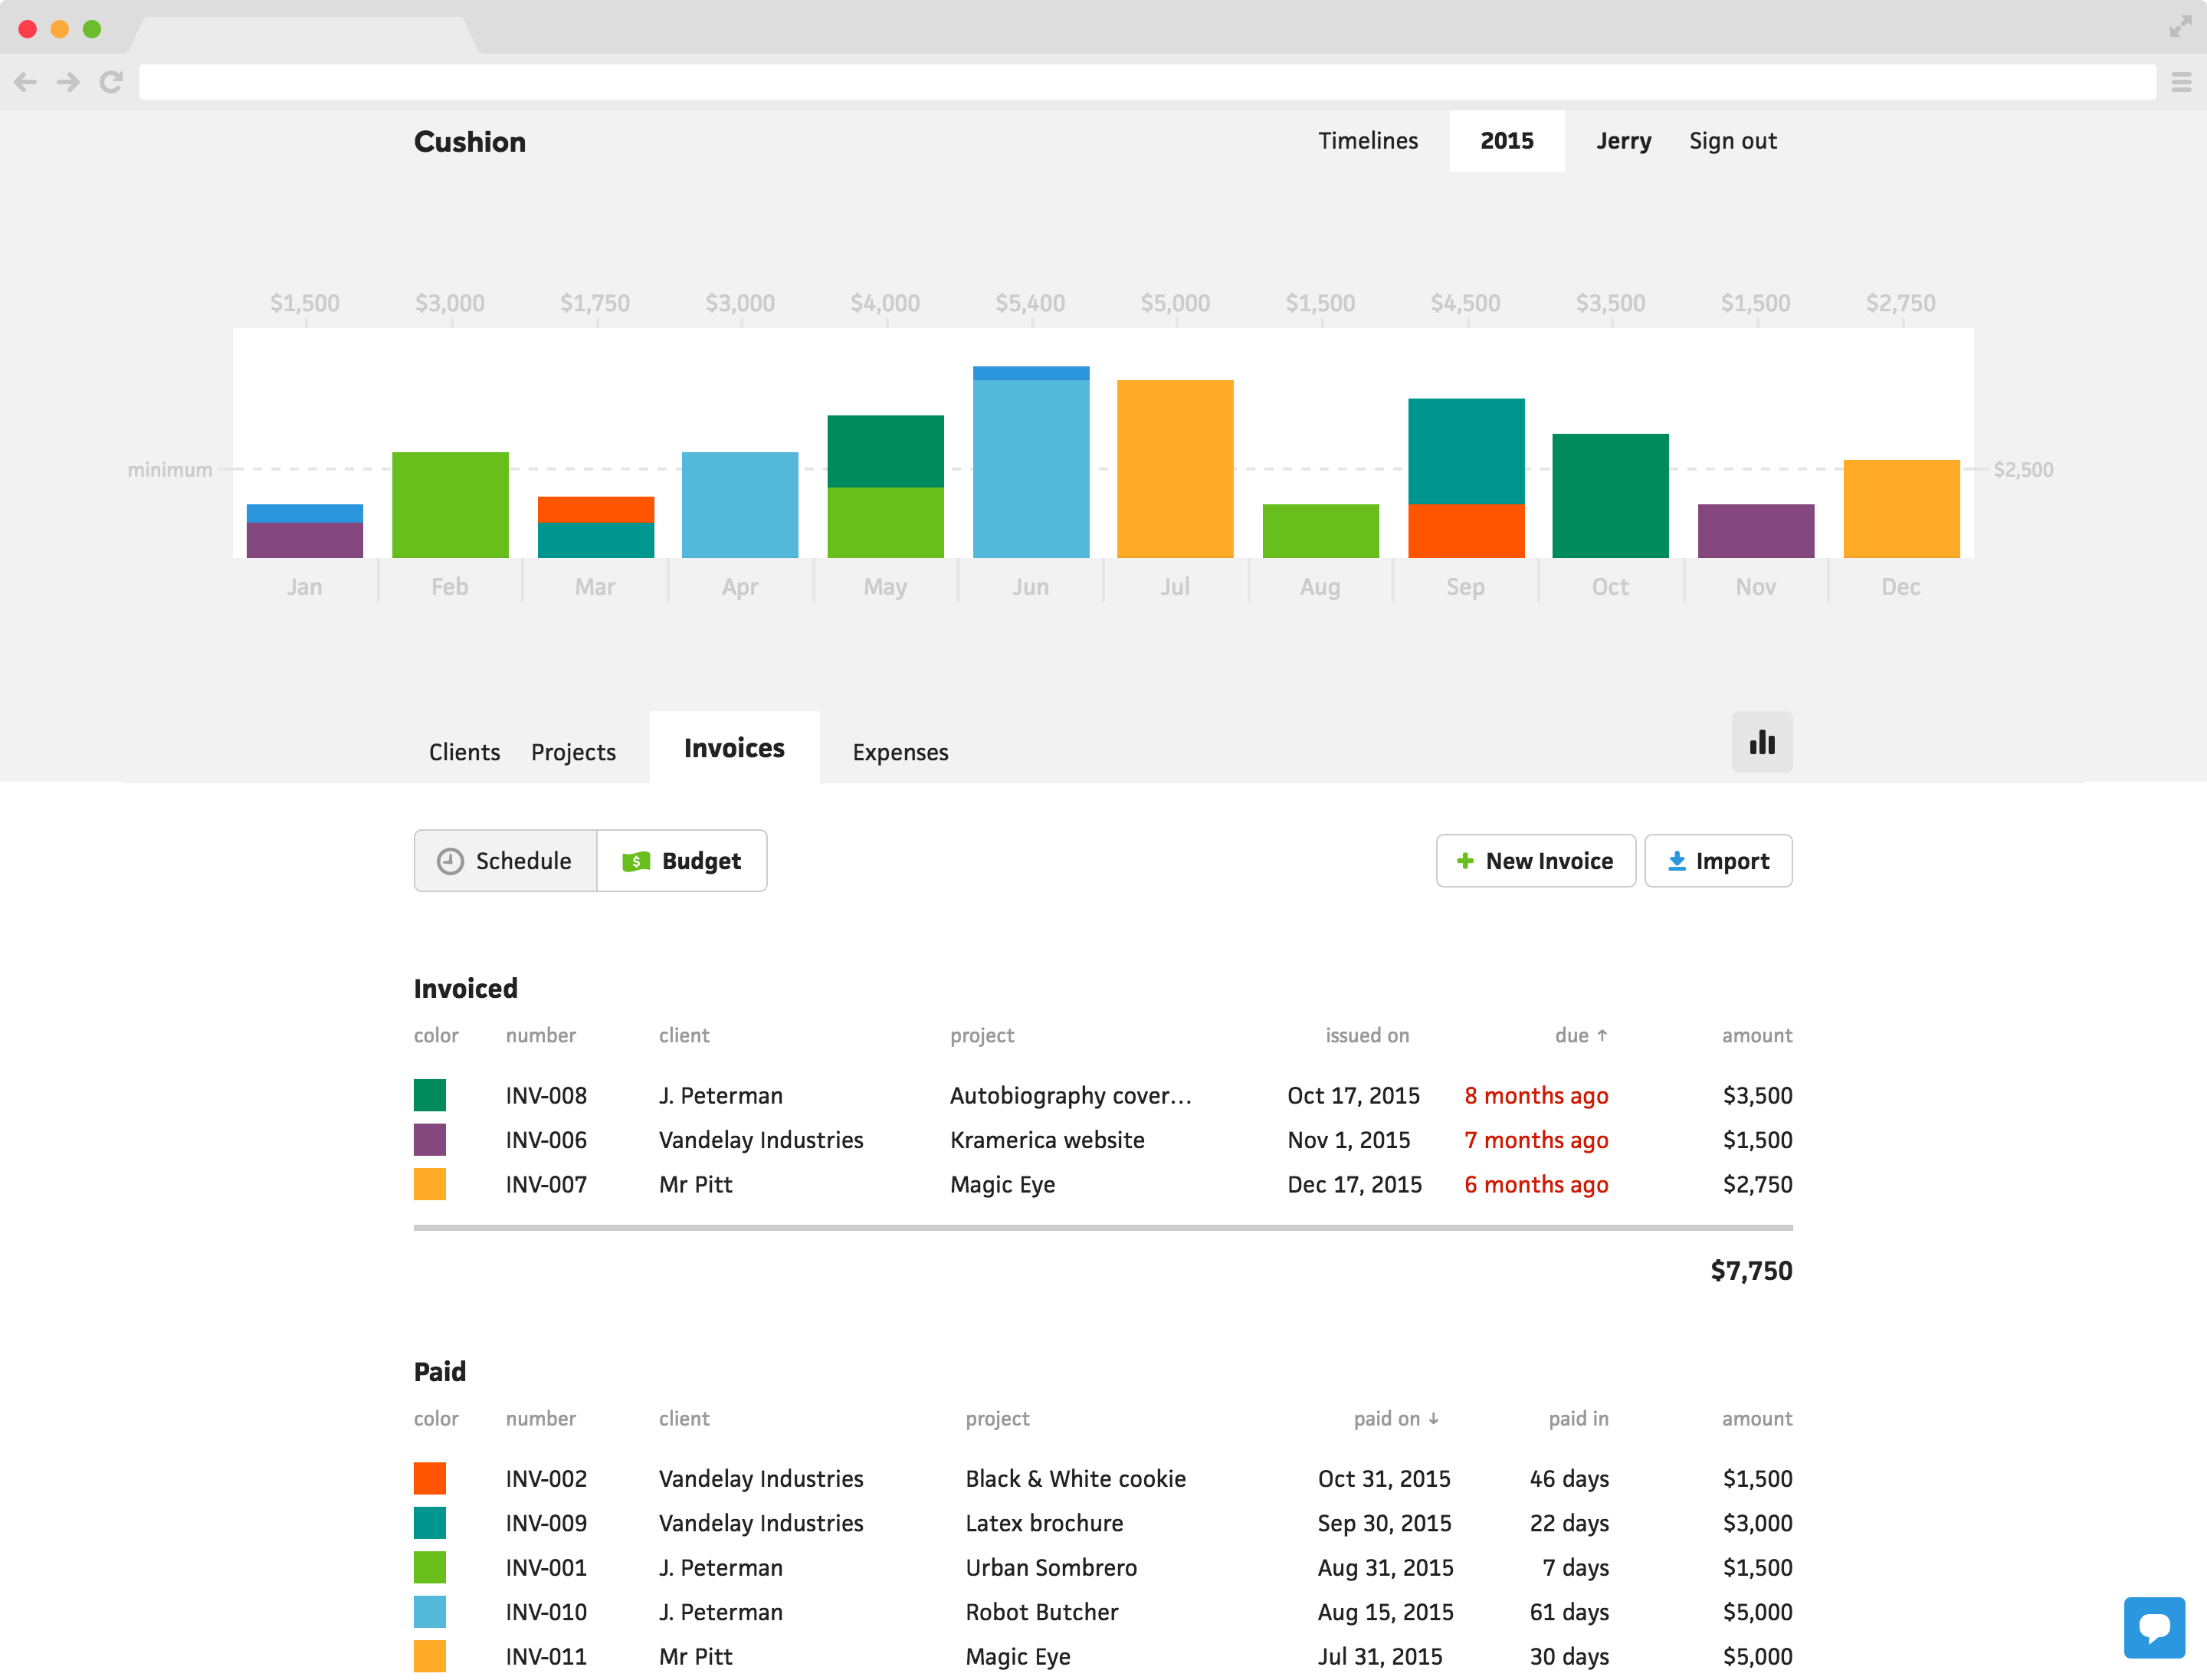 Cushion Timelines 2015 Jerry Sign out
$1,500 $3,000 $1,750 $3,000 $4,000 $5,400 $5,000 $1,500 $4,500 $3,500 $1,500 $2,750
minimum $2,500
Jan Feb Mar Apr May Jun Jul Aug Sep Oct Nov Dec
Clients Projects Invoices Expenses
Schedule $ Budget + New Invoice Import
Invoiced
color number client project issued on due ↑ amount
INV-008 J. Peterman Autobiography cover... Oct 17, 2015 8 months ago $3,500
INV-006 Vandelay Industries Kramerica website Nov 1, 2015 7 months ago $1,500
INV-007 Mr Pitt Magic Eye Dec 17, 2015 6 months ago $2,750
$7,750
Paid
color number client project paid on ↓ paid in amount
INV-002 Vandelay Industries Black & White cookie Oct 31, 2015 46 days $1,500
INV-009 Vandelay Industries Latex brochure Sep 30, 2015 22 days $3,000
INV-001 J. Peterman Urban Sombrero Aug 31, 2015 7 days $1,500
INV-010 J. Peterman Robot Butcher Aug 15, 2015 61 days $5,000
INV-011 Mr Pitt Magic Eye Jul 31, 2015 30 days $5,000